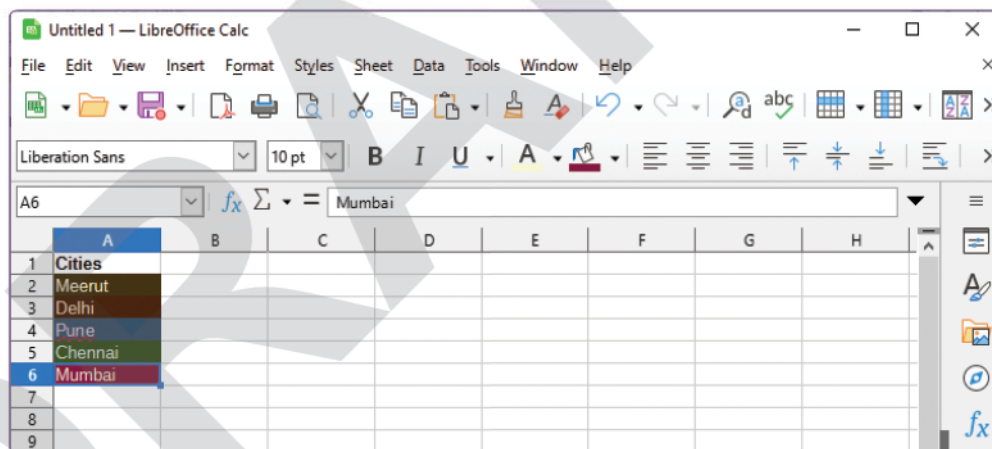 Untitled 1 — LibreOffice Calc
File Edit View Insert Format Styles Sheet Data Tools Window Help
Liberation Sans 10 pt B I U A
A6 fx Σ = Mumbai
A B C D E F G H
1 Cities
2 Meerut
3 Delhi
4 Pune
5 Chennai
6 Mumbai
7
8
9